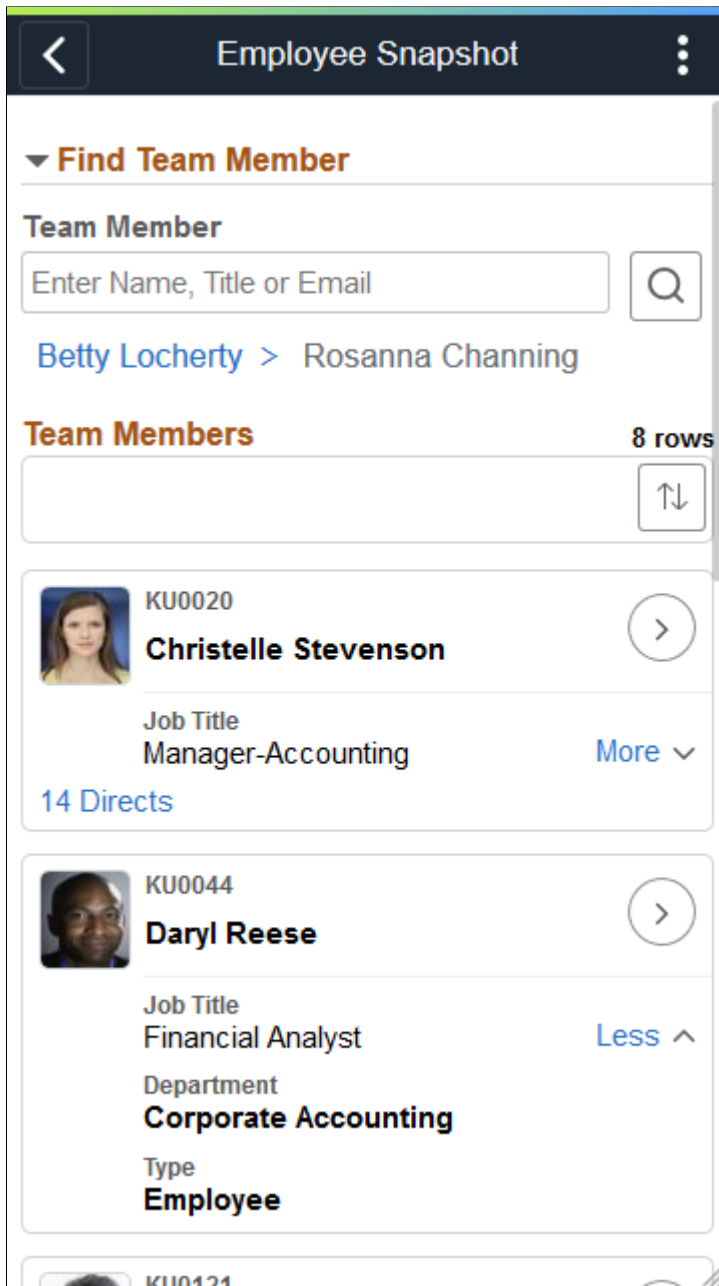 Employee Snapshot
Find Team Member
Team Member
Enter Name, Title or Email
Betty Locherty > Rosanna Channing
Team Members
8 rows
KU0020
Christelle Stevenson
Job Title
Manager-Accounting
More
14 Directs
KU0044
Daryl Reese
Job Title
Financial Analyst
Less
Department
Corporate Accounting
Type
Employee
KU0121